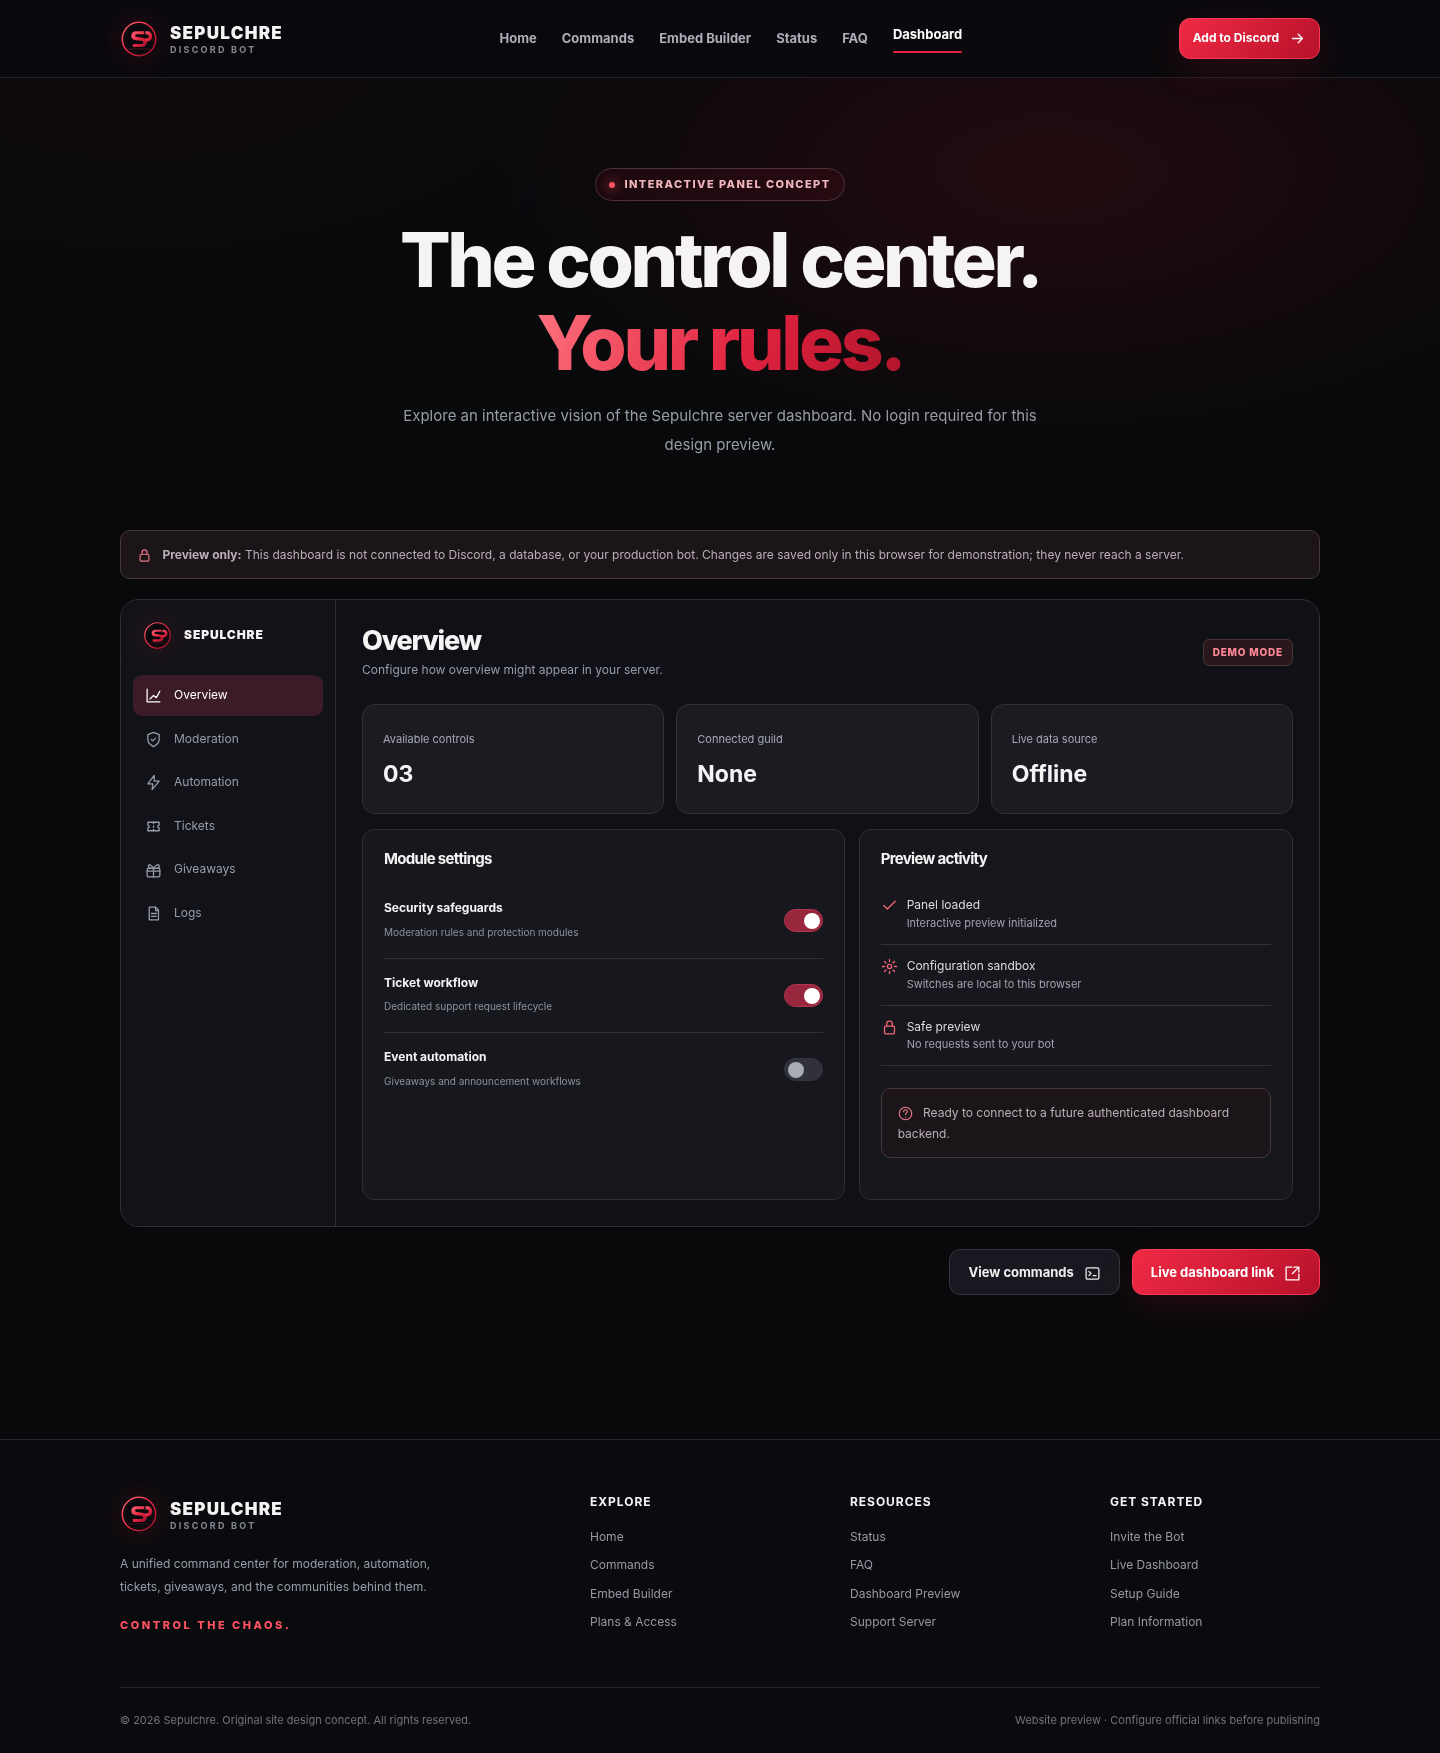 SEPULCHRE
DISCORD BOT
Home
Commands
Embed Builder
Status
FAQ
Dashboard
Add to Discord
INTERACTIVE PANEL CONCEPT
The control center.
Your rules.
Explore an interactive vision of the Sepulchre server dashboard. No login required for this
design preview.
Preview only: This dashboard is not connected to Discord, a database, or your production bot. Changes are saved only in this browser for demonstration; they never reach a server.
SEPULCHRE
Overview
Moderation
Automation
Tickets
Giveaways
Logs
Overview
Configure how overview might appear in your server.
DEMO MODE
Available controls
03
Connected guild
None
Live data source
Offline
Module settings
Security safeguards
Moderation rules and protection modules
Ticket workflow
Dedicated support request lifecycle
Event automation
Giveaways and announcement workflows
Preview activity
Panel loaded
Interactive preview initialized
Configuration sandbox
Switches are local to this browser
Safe preview
No requests sent to your bot
Ready to connect to a future authenticated dashboard
backend.
View commands
Live dashboard link
SEPULCHRE
DISCORD BOT
A unified command center for moderation, automation,
tickets, giveaways, and the communities behind them.
CONTROL THE CHAOS.
EXPLORE
Home
Commands
Embed Builder
Plans & Access
RESOURCES
Status
FAQ
Dashboard Preview
Support Server
GET STARTED
Invite the Bot
Live Dashboard
Setup Guide
Plan Information
© 2026 Sepulchre. Original site design concept. All rights reserved.
Website preview · Configure official links before publishing